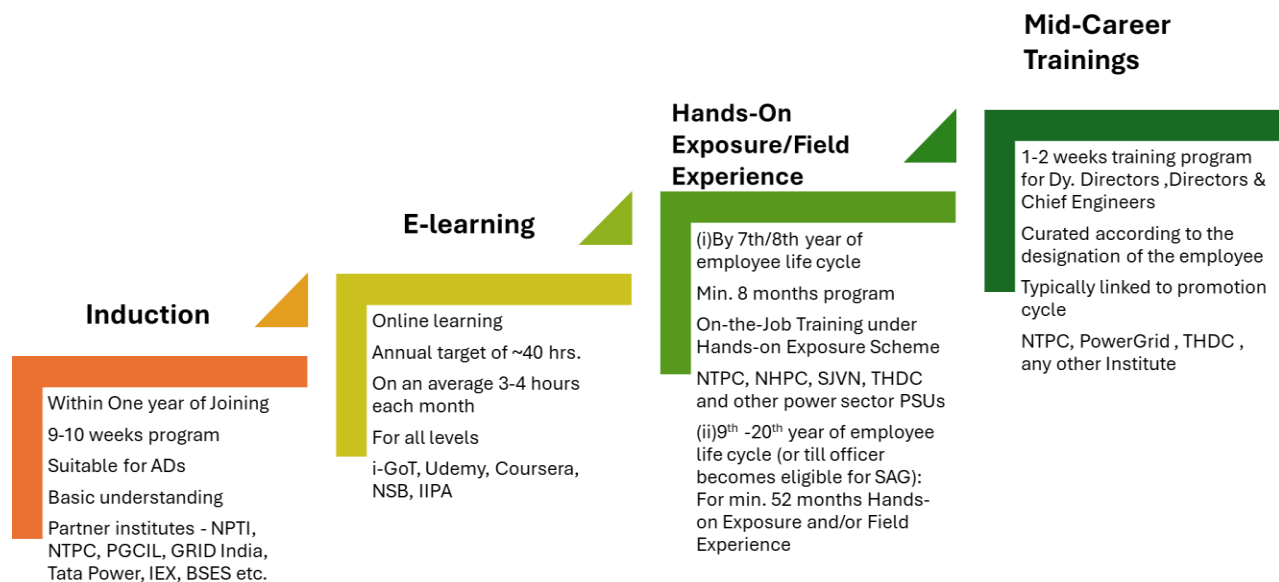 Induction
Within One year of Joining
9-10 weeks program
Suitable for ADs
Basic understanding
Partner institutes - NPTI,
NTPC, PGCIL, GRID India,
Tata Power, IEX, BSES etc.
E-learning
Online learning
Annual target of ~40 hrs.
On an average 3-4 hours
each month
For all levels
i-GoT, Udemy, Coursera,
NSB, IIPA
Hands-On
Exposure/Field
Experience
(i)By 7th/8th year of
employee life cycle
Min. 8 months program
On-the-Job Training under
Hands-on Exposure Scheme
NTPC, NHPC, SJVN, THDC
and other power sector PSUs
(ii)9th -20th year of employee
life cycle (or till officer
becomes eligible for SAG):
For min. 52 months Hands-
on Exposure and/or Field
Experience
Mid-Career
Trainings
1-2 weeks training program
for Dy. Directors ,Directors &
Chief Engineers
Curated according to the
designation of the employee
Typically linked to promotion
cycle
NTPC, PowerGrid , THDC ,
any other Institute